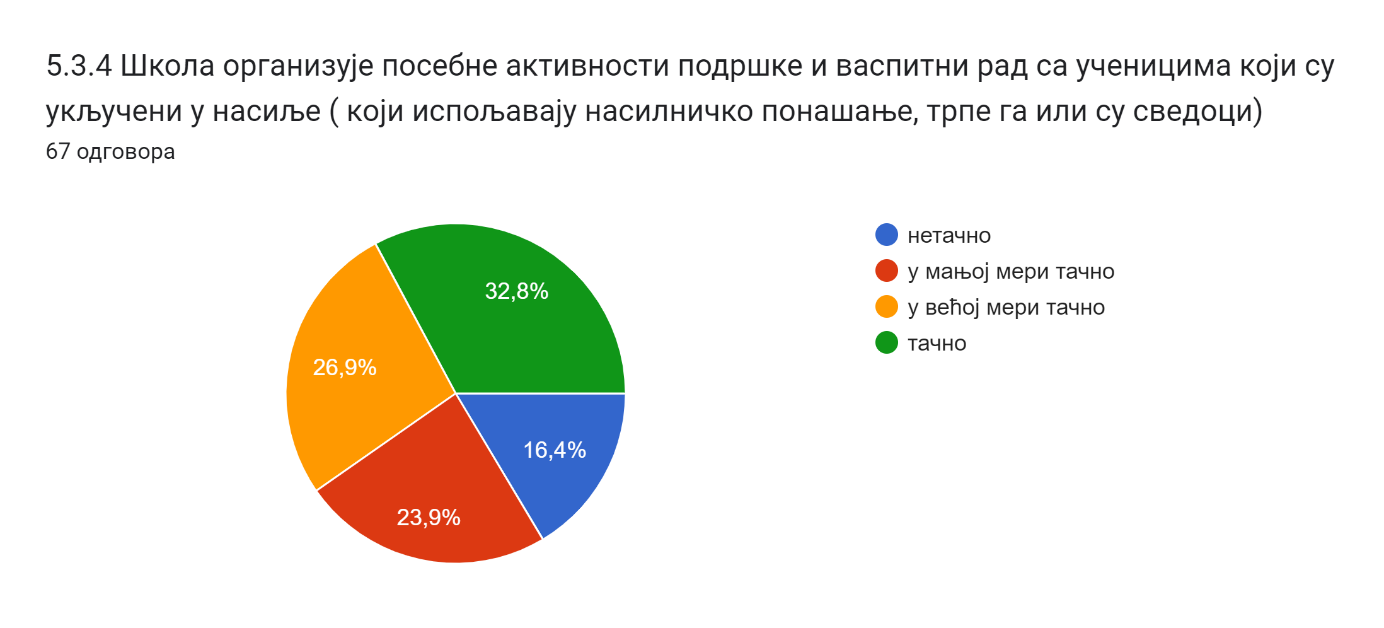 5.3.4 Школа организује посебне активности подршке и васпитни рад са ученицима који су
укључени у насиље ( који испољавају насилничко понашање, трпе га или су сведоци)
67 одговора
нетачно
у мањој мери тачно
у већој мери тачно
тачно
32,8%
26,9%
16,4%
23,9%